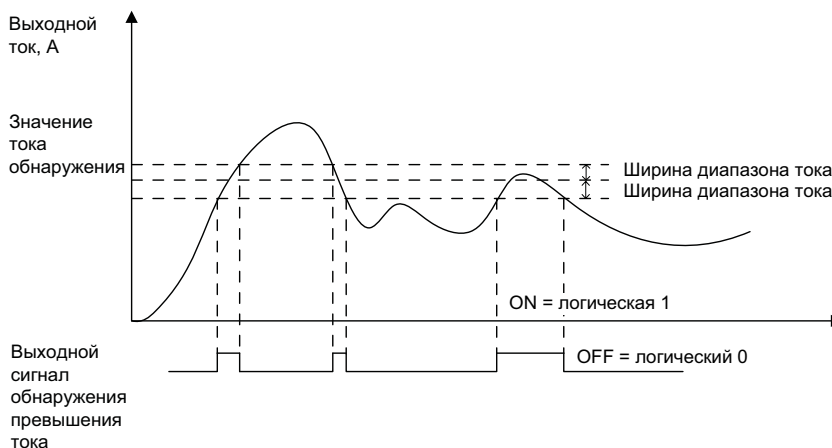 Выходной
ток, А
Значение
тока
обнаружения
Ширина диапазона тока
Ширина диапазона тока
ON = логическая 1
OFF = логический 0
Выходной
сигнал
обнаружения
превышения
тока